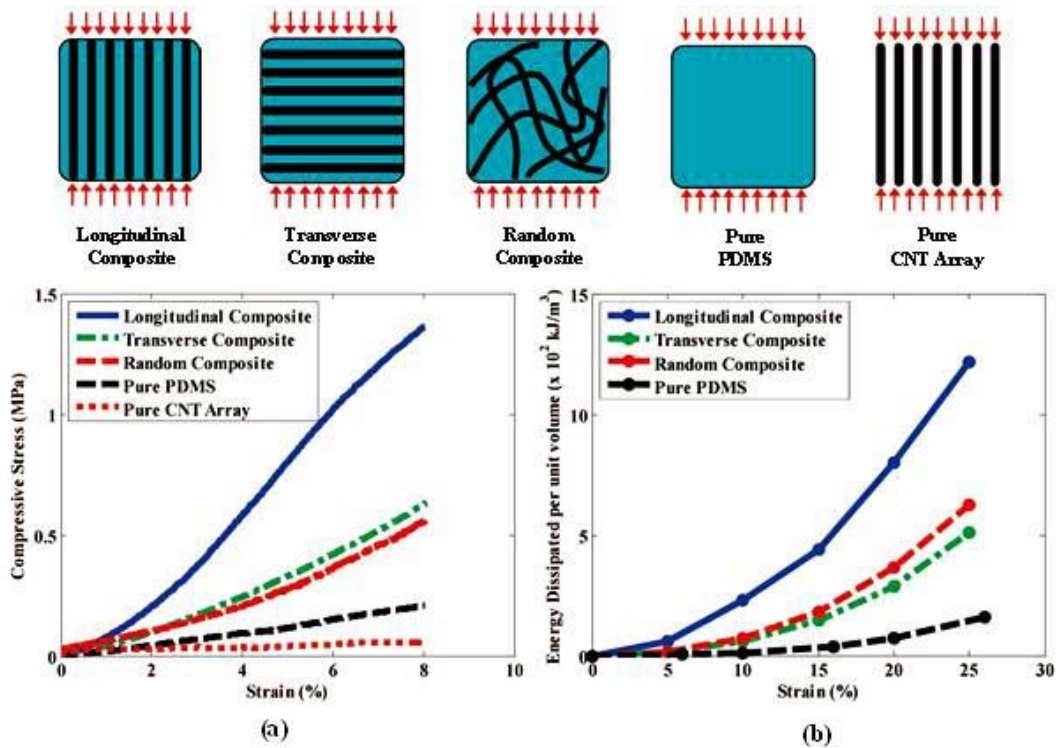 Longitudinal
Composite
Transverse
Composite
Random
Composite
Pure
PDMS
Pure
CNT Array
1.5
1
0.5
0
Compressive Stress (MPa)
Longitudinal Composite
Transverse Composite
Random Composite
Pure PDMS
Pure CNT Array
0 2 4 6 8 10
Strain (%)
(a)
15
10
5
0
Energy Dissipated per unit volume (x 10² kJ/m³)
Longitudinal Composite
Transverse Composite
Random Composite
Pure PDMS
0 5 10 15 20 25 30
Strain (%)
(b)